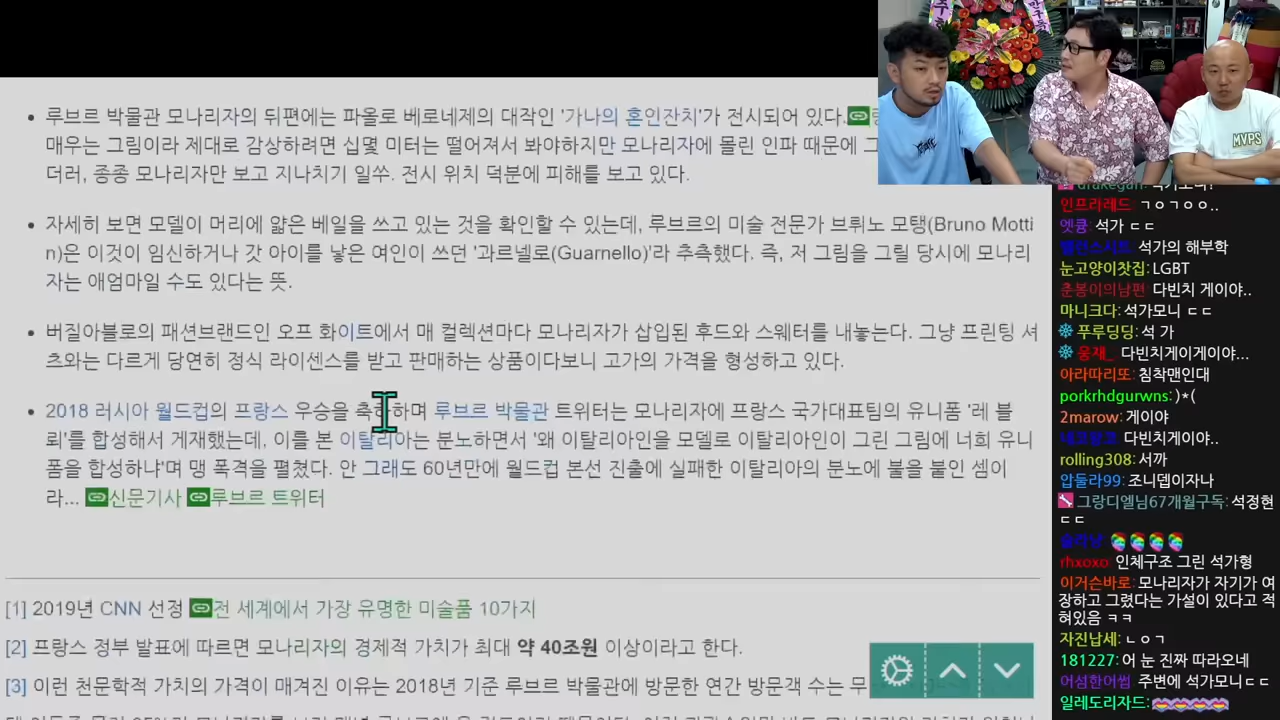 루브르 박물관 모나리자의 뒤편에는 파올로 베로네제의 대작인 '가나의 혼인잔치'가 전시되어 있다.
매우는 그림이라 제대로 감상하려면 십몇 미터는 떨어져서 봐야하지만 모나리자에 몰린 인파 때문에 그
더러, 종종 모나리자만 보고 지나치기 일쑤. 전시 위치 덕분에 피해를 보고 있다.
자세히 보면 모델이 머리에 얇은 베일을 쓰고 있는 것을 확인할 수 있는데, 루브르의 미술 전문가 브뤼노 모탱(Bruno Motti
n)은 이것이 임신하거나 갓 아이를 낳은 여인이 쓰던 '과르넬로(Guarnello)'라 추측했다. 즉, 저 그림을 그릴 당시에 모나리
자는 애엄마일 수도 있다는 뜻.
버질아블로의 패션브랜드인 오프 화이트에서 매 컬렉션마다 모나리자가 삽입된 후드와 스웨터를 내놓는다. 그냥 프린팅 셔
츠와는 다르게 당연히 정식 라이센스를 받고 판매하는 상품이다보니 고가의 가격을 형성하고 있다.
2018 러시아 월드컵의 프랑스 우승을 축하하며 루브르 박물관 트위터는 모나리자에 프랑스 국가대표팀의 유니폼 '레 블
뢰'를 합성해서 게재했는데, 이를 본 이탈리아는 분노하면서 '왜 이탈리아인을 모델로 이탈리아인이 그린 그림에 너희 유니
폼을 합성하냐'며 맹 폭격을 펼쳤다. 안 그래도 60년만에 월드컵 본선 진출에 실패한 이탈리아의 분노에 불을 붙인 셈이
라... 신문기사 루브르 트위터
[1] 2019년 CNN 선정 전 세계에서 가장 유명한 미술품 10가지
[2] 프랑스 정부 발표에 따르면 모나리자의 경제적 가치가 최대 약 40조원 이상이라고 한다.
[3] 이런 천문학적 가치의 가격이 매겨진 이유는 2018년 기준 루브르 박물관에 방문한 연간 방문객 수는 무
MVPS
인프라레드: ㄱㅇㄱㅇㅇ..
엣큥: 석가 ㄷㄷ
밸런스시트: 석가의 해부학
눈고양이찻집: LGBT
춘봉이의남편: 다빈치 게이야..
마니크다: 석가모니 ㄷㄷ
푸루딩딩: 석 가
웅재_: 다빈치게이게이야...
아라따리또: 침착맨인대
porkrhdgurwns: )*(
2marow: 게이야
다빈치게이야..
rolling308: 서까
압둘라99: 조니뎁이자나
그랑디엘님67개월구독: 석정현
ㄷㄷ
rhxoxo: 인체구조 그린 석가형
이거슨바로: 모나리자가 자기가 여
장하고 그렸다는 가설이 있다고 적
혀있음 ㅋㅋ
자진납세: ㄴㅇㄱ
181227: 어 눈 진짜 따라오네
어섬한어썸: 주변에 석가모니ㄷㄷ
일레도리자드: